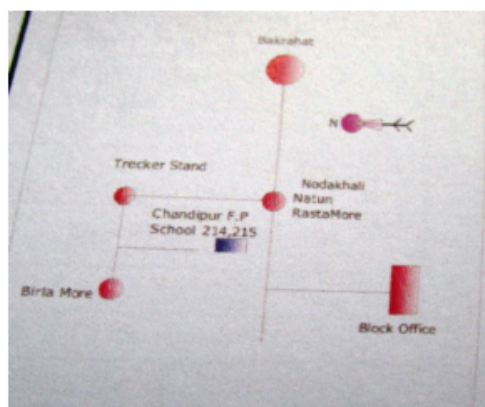 Bakrahat
N
Trecker Stand
Nodakhali
Natun
RastaMore
Chandipur F.P
School 214,215
Birla More
Block Office